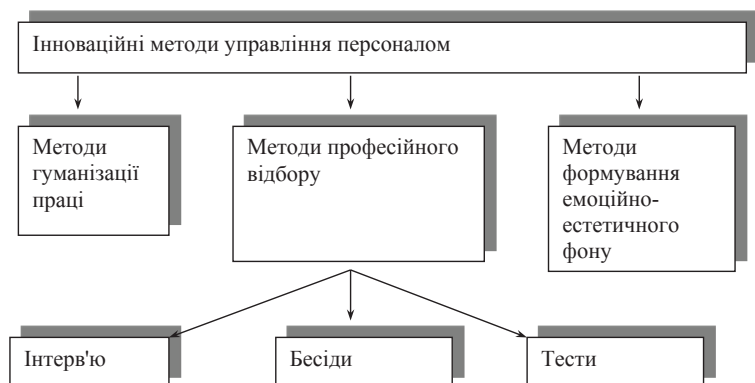 Інноваційні методи управління персоналом
Методи
гуманізації
праці
Методи професійного
відбору
Методи
формування
емоційно-
естетичного
фону
Інтерв'ю
Бесіди
Тести